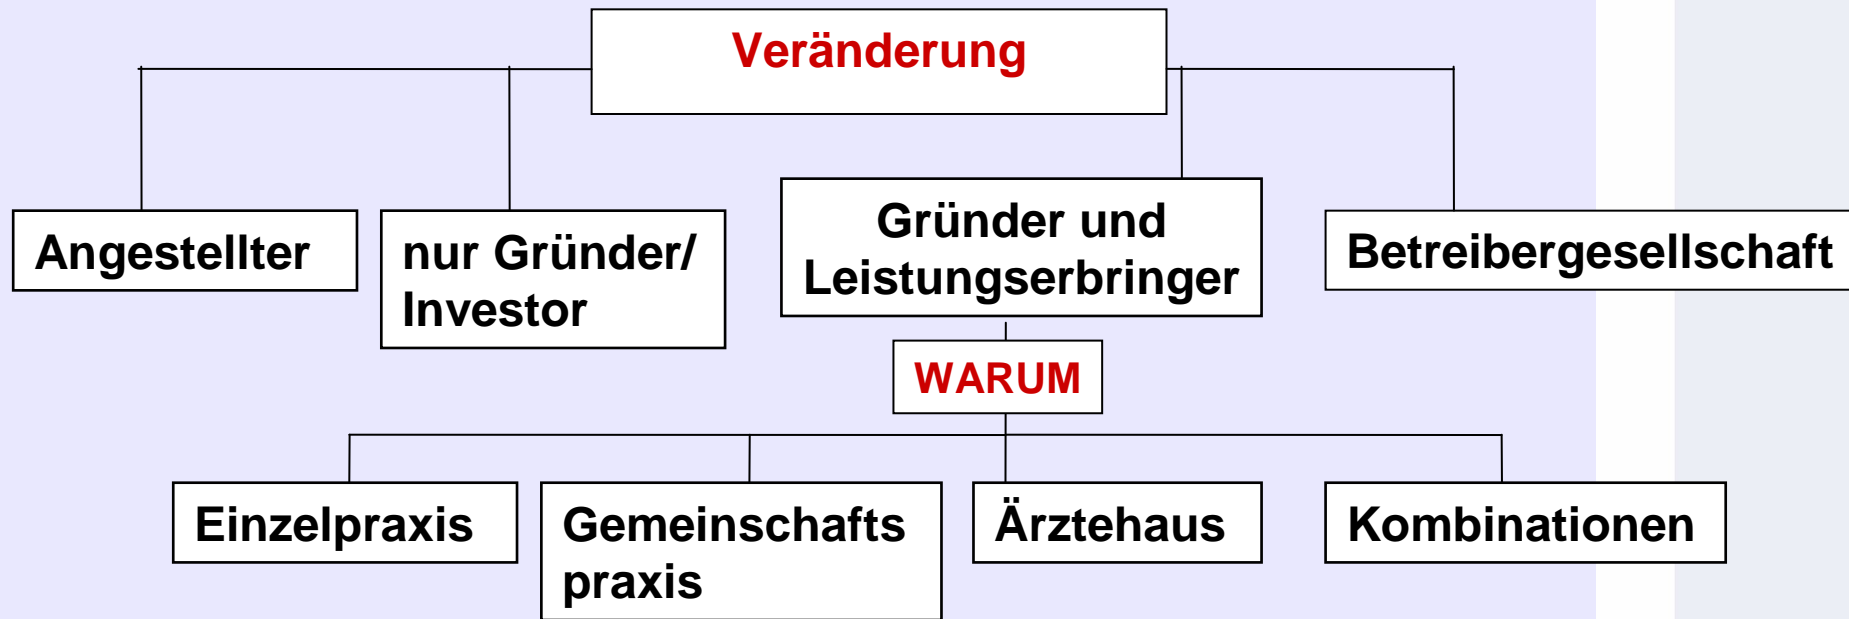 Veränderung
Angestellter
nur Gründer/
Investor
Gründer und
Leistungserbringer
Betreibergesellschaft
WARUM
Einzelpraxis
Gemeinschafts
praxis
Ärztehaus
Kombinationen